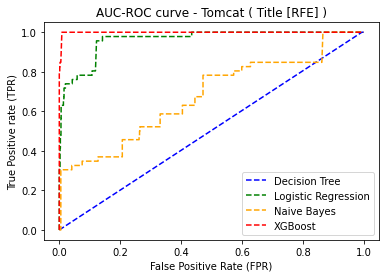 AUC-ROC curve - Tomcat ( Title [RFE] )
True Positive rate (TPR)
1.0
0.8
0.6
0.4
0.2
0.0
Decision Tree
Logistic Regression
Naive Bayes
XGBoost
0.0 0.2 0.4 0.6 0.8 1.0
False Positive Rate (FPR)